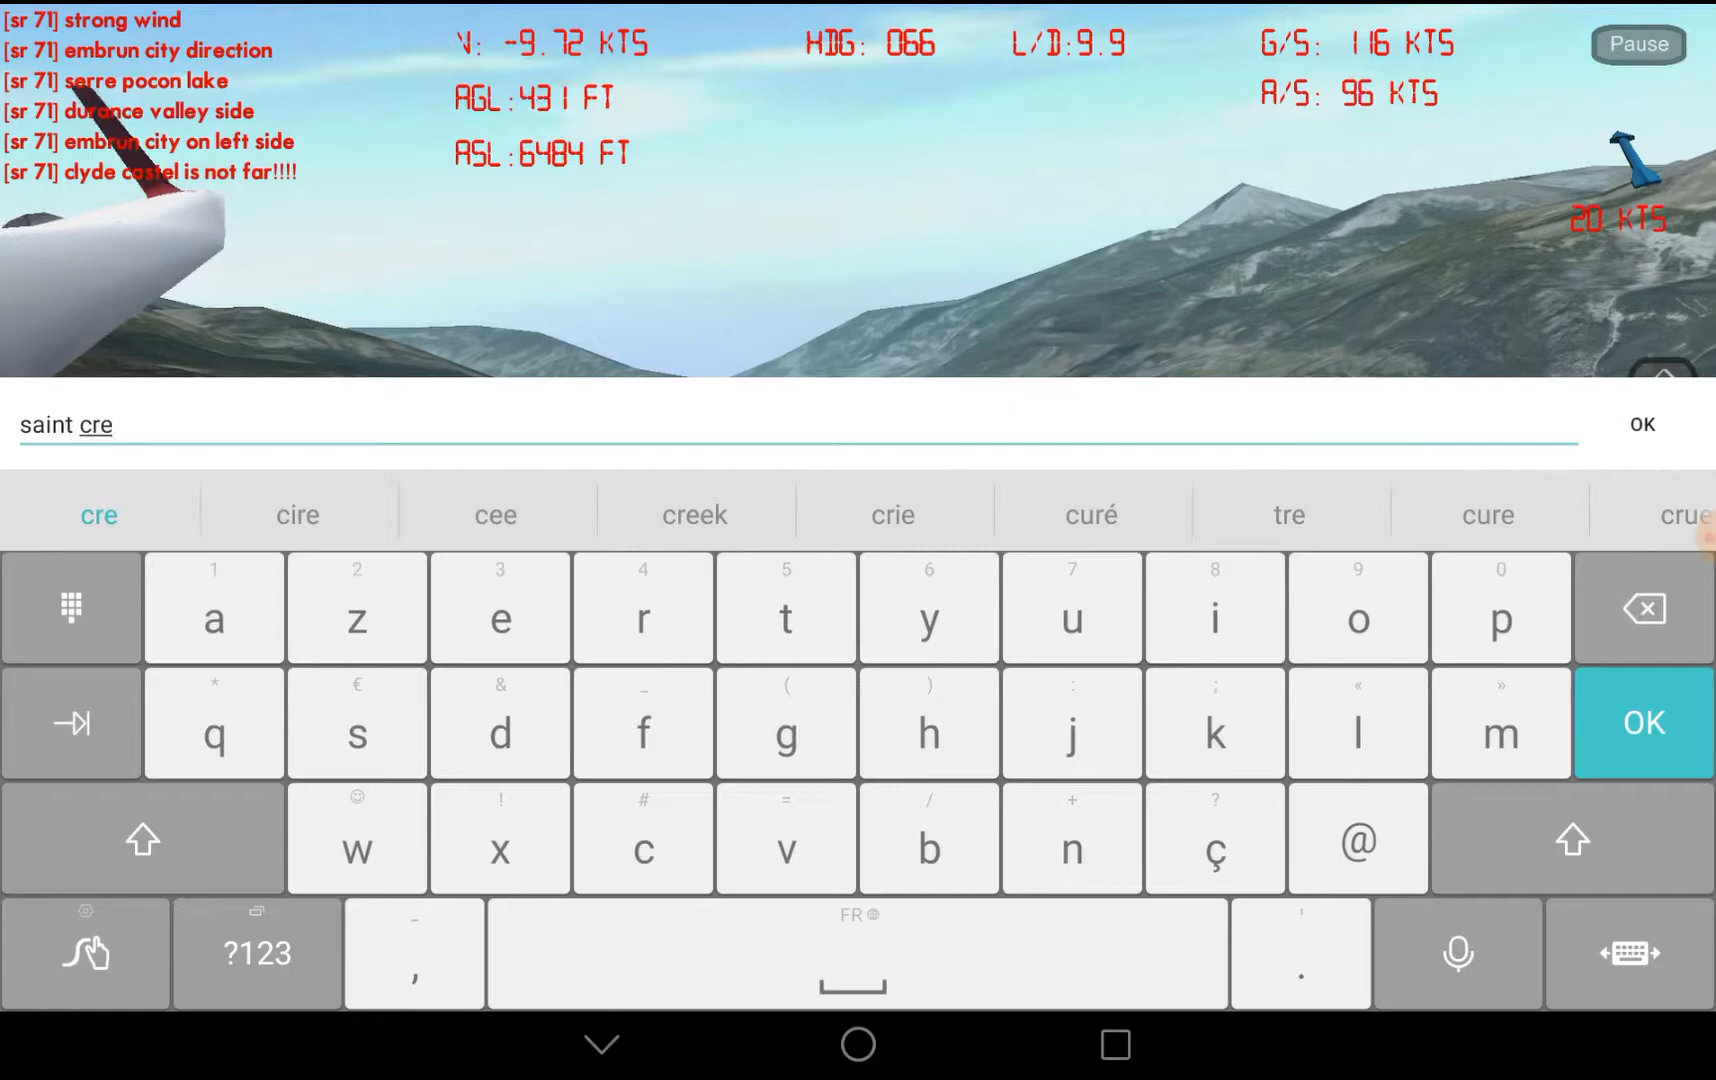 [sr 71] strong wind
[sr 71] embrun city direction
[sr 71] serre pocon lake
[sr 71] durance valley side
[sr 71] embrun city on left side
[sr 71] clyde castel is not far!!!!
V: -9.72 KTS
HDG: 066
L/D:9.9
G/S: 116 KTS
AGL:431 FT
A/S: 96 KTS
ASL:6484 FT
Pause
20 KTS
saint cre
OK
cre cire cee creek crie curé tre cure crue
1 2 3 4 5 6 7 8 9 0
a z e r t y u i o p
* € & _ ( ) : ; « »
q s d f g h j k l m OK
! # = / + ?
w x c v b n ç @
FR
?123 - , ' .